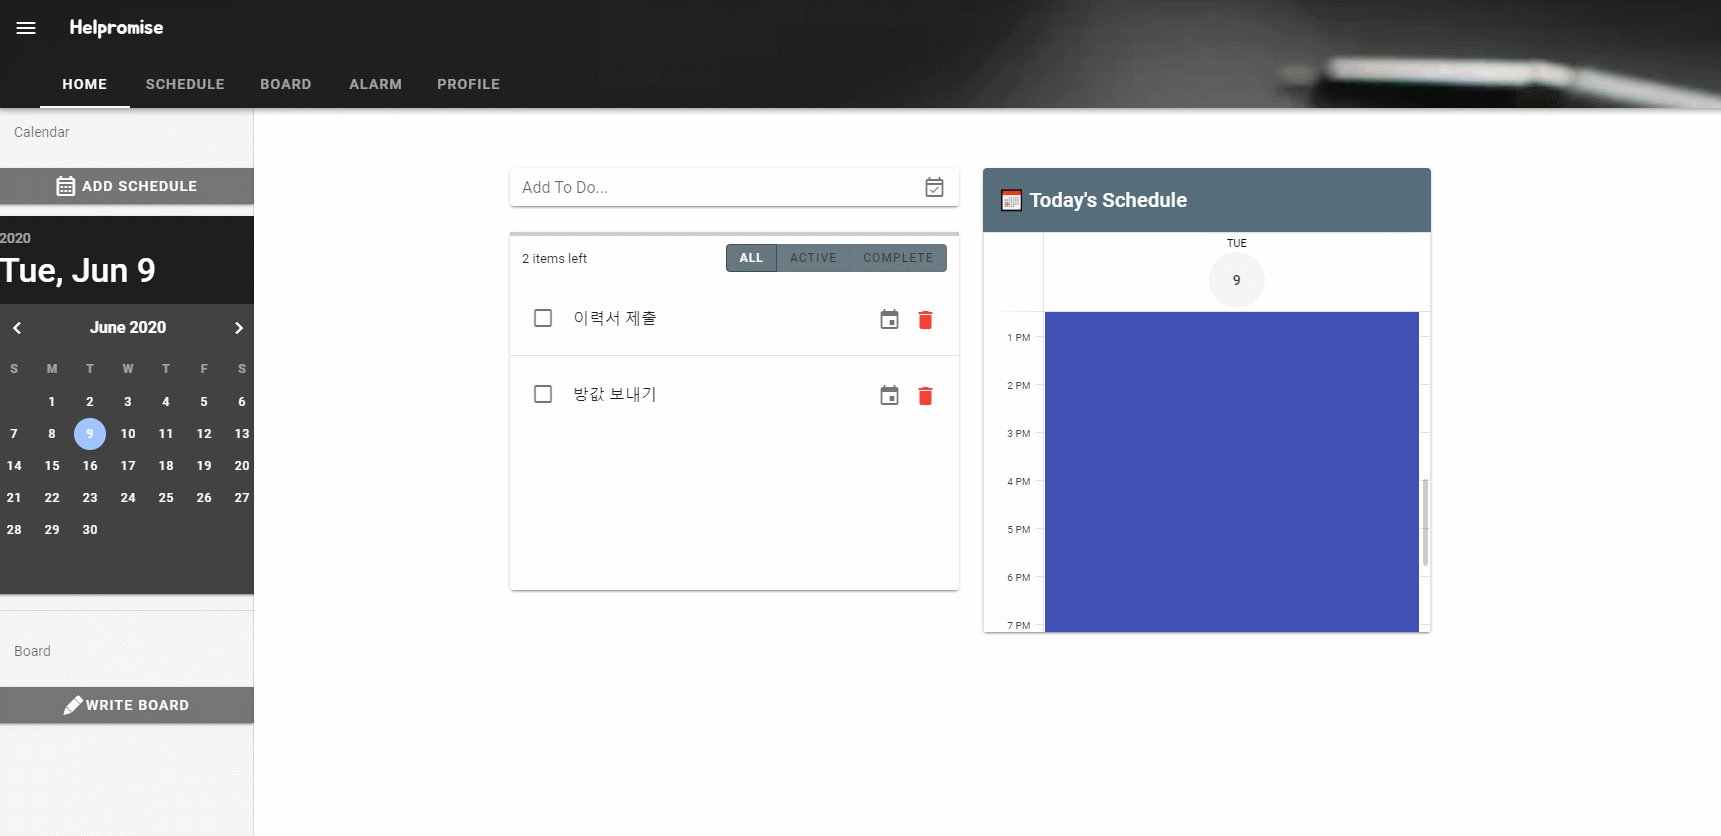 Helpromise
HOME SCHEDULE BOARD ALARM PROFILE
Calendar
ADD SCHEDULE
2020
Tue, Jun 9
June 2020
S M T W T F S
1 2 3 4 5 6
7 8 9 10 11 12 13
14 15 16 17 18 19 20
21 22 23 24 25 26 27
28 29 30
Board
WRITE BOARD
Add To Do...
2 items left
ALL ACTIVE COMPLETE
이력서 제출
방값 보내기
Today's Schedule
TUE
9
1 PM
2 PM
3 PM
4 PM
5 PM
6 PM
7 PM